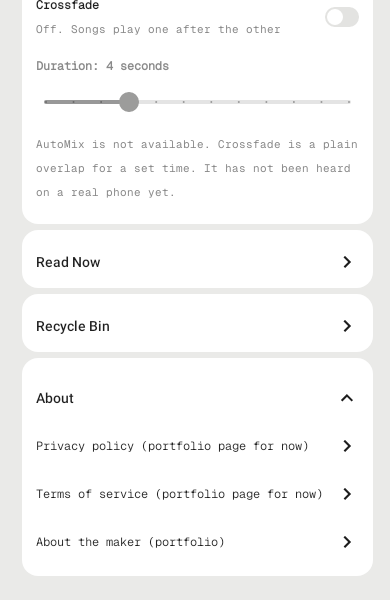 Crossfade
Off. Songs play one after the other
Duration: 4 seconds
AutoMix is not available. Crossfade is a plain
overlap for a set time. It has not been heard
on a real phone yet.
Read Now
Recycle Bin
About
Privacy policy (portfolio page for now)
Terms of service (portfolio page for now)
About the maker (portfolio)